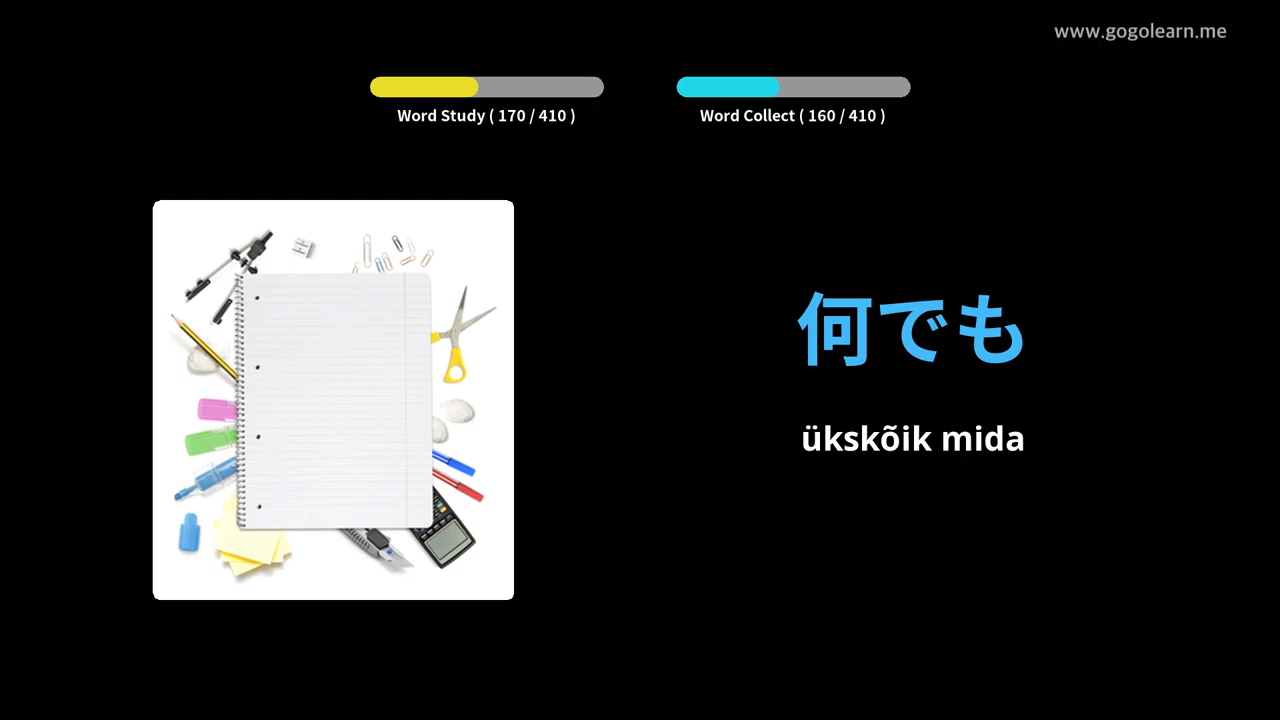 www.gogolearn.me
Word Study ( 170 / 410 )
Word Collect ( 160 / 410 )
何でも
ükskõik mida